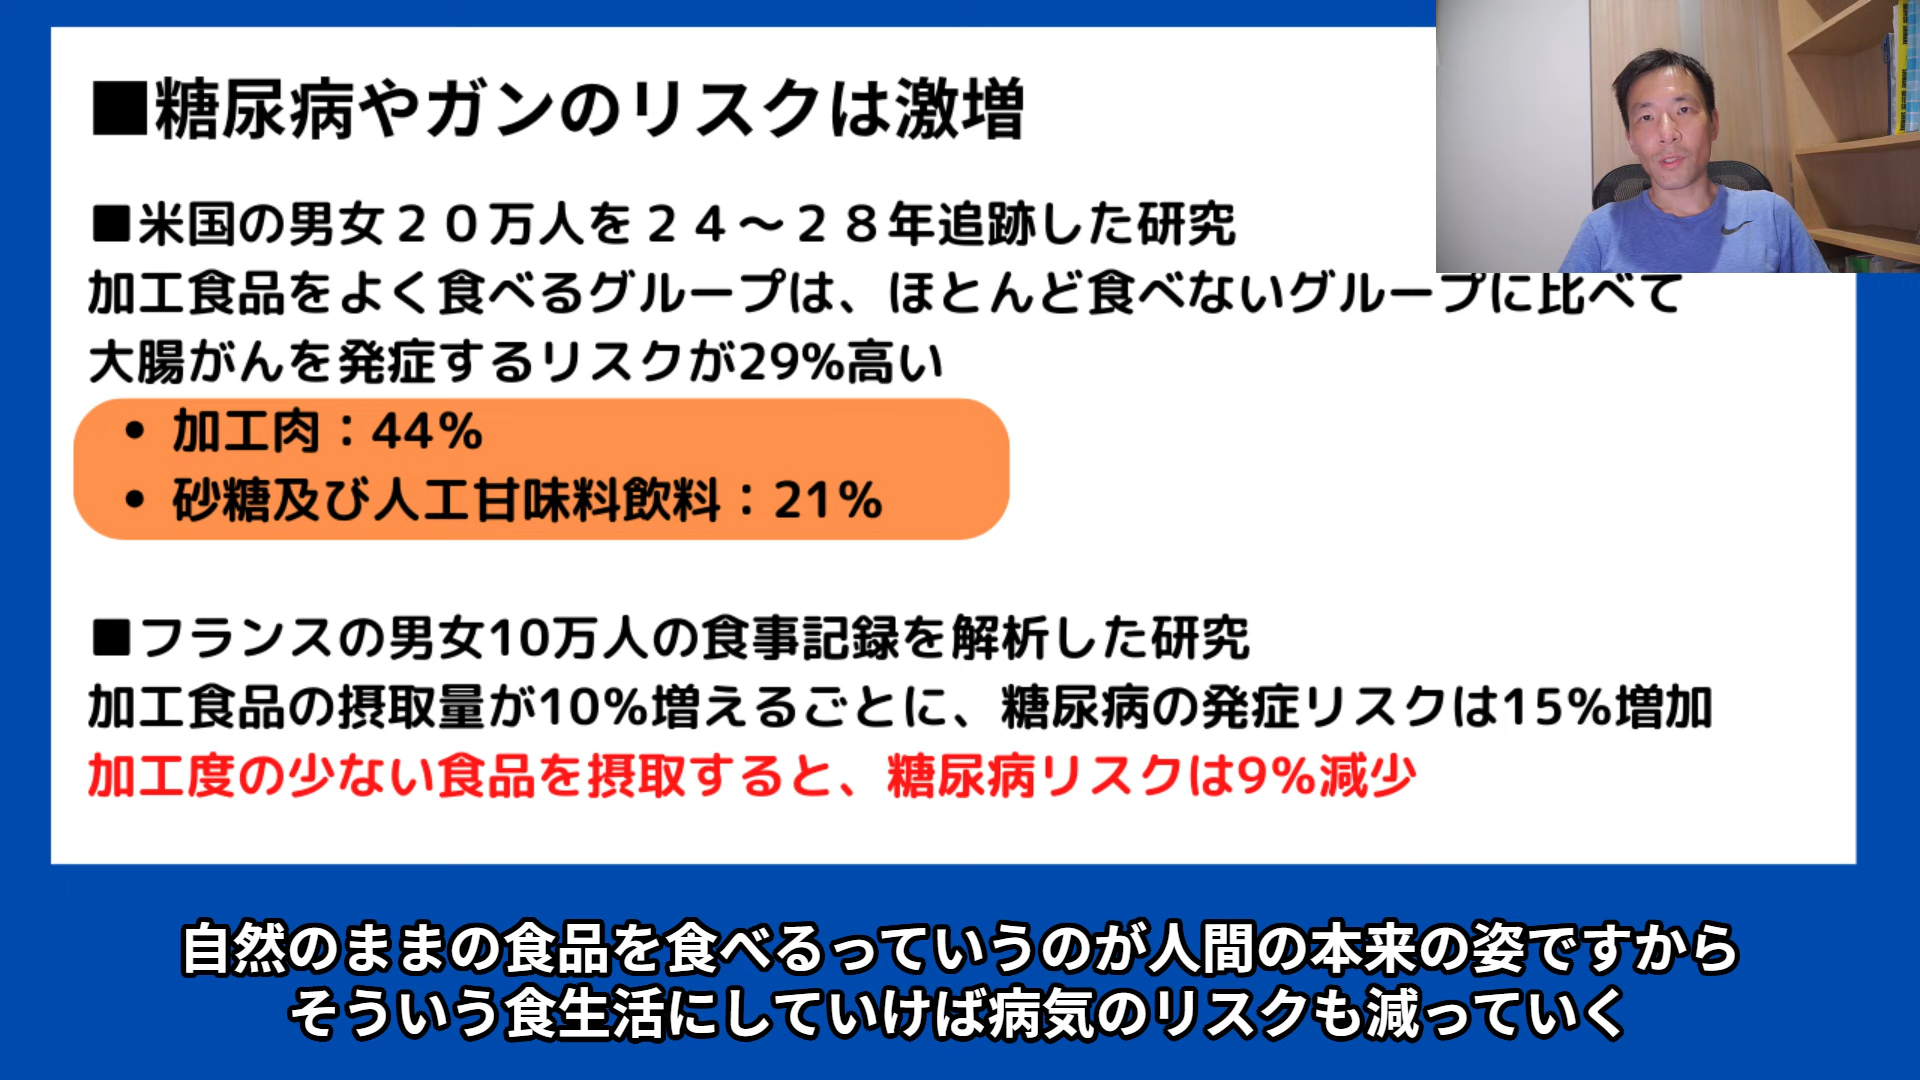 ■糖尿病やガンのリスクは激増
■米国の男女２０万人を２４～２８年追跡した研究
加工食品をよく食べるグループは、ほとんど食べないグループに比べて
大腸がんを発症するリスクが29%高い
• 加工肉：44%
• 砂糖及び人工甘味料飲料：21%
■フランスの男女10万人の食事記録を解析した研究
加工食品の摂取量が10%増えるごとに、糖尿病の発症リスクは15%増加
加工度の少ない食品を摂取すると、糖尿病リスクは9%減少
自然のままの食品を食べるっていうのが人間の本来の姿ですから
そういう食生活にしていけば病気のリスクも減っていく